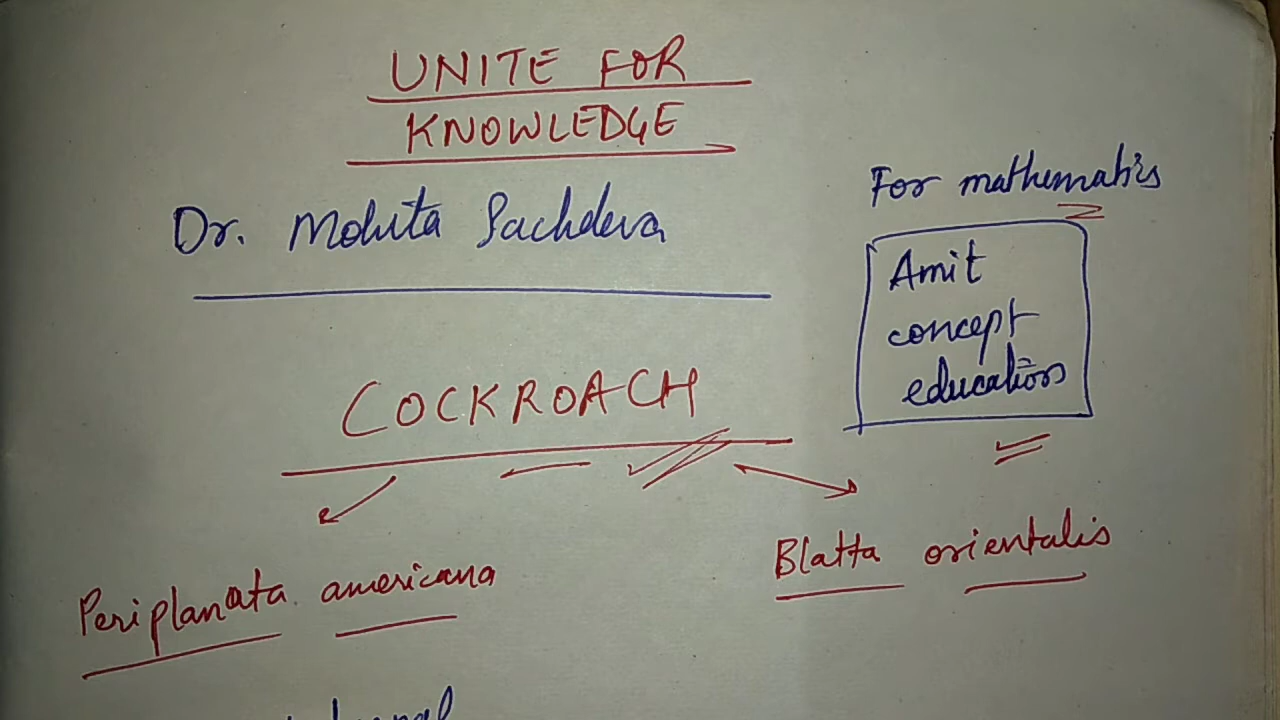 UNITE FOR
KNOWLEDGE
Dr. Mohita Sachdeva
For mathematics
Amit
concept
education
COCKROACH
Periplanata americana
Blatta orientalis